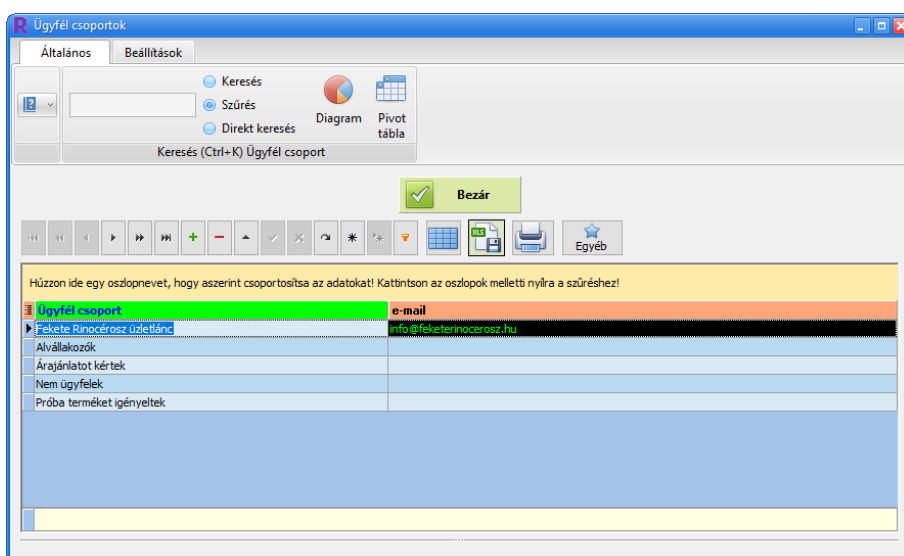 R Ügyfél csoportok
Általános Beállítások
Keresés
Szűrés
Direkt keresés
Diagram
Pivot
tábla
Keresés (Ctrl+K) Ügyfél csoport
Bezár
XLS
Egyéb
Húzzon ide egy oszlopnevet, hogy aszerint csoportosítsa az adatokat! Kattintson az oszlopok melletti nyílra a szűréshez!
Ügyfél csoport e-mail
Fekete Rinocérosz üzletlánc info@feketerinocerosz.hu
Alvállakozók
Árajánlatot kértek
Nem ügyfelek
Próba terméket igényeltek